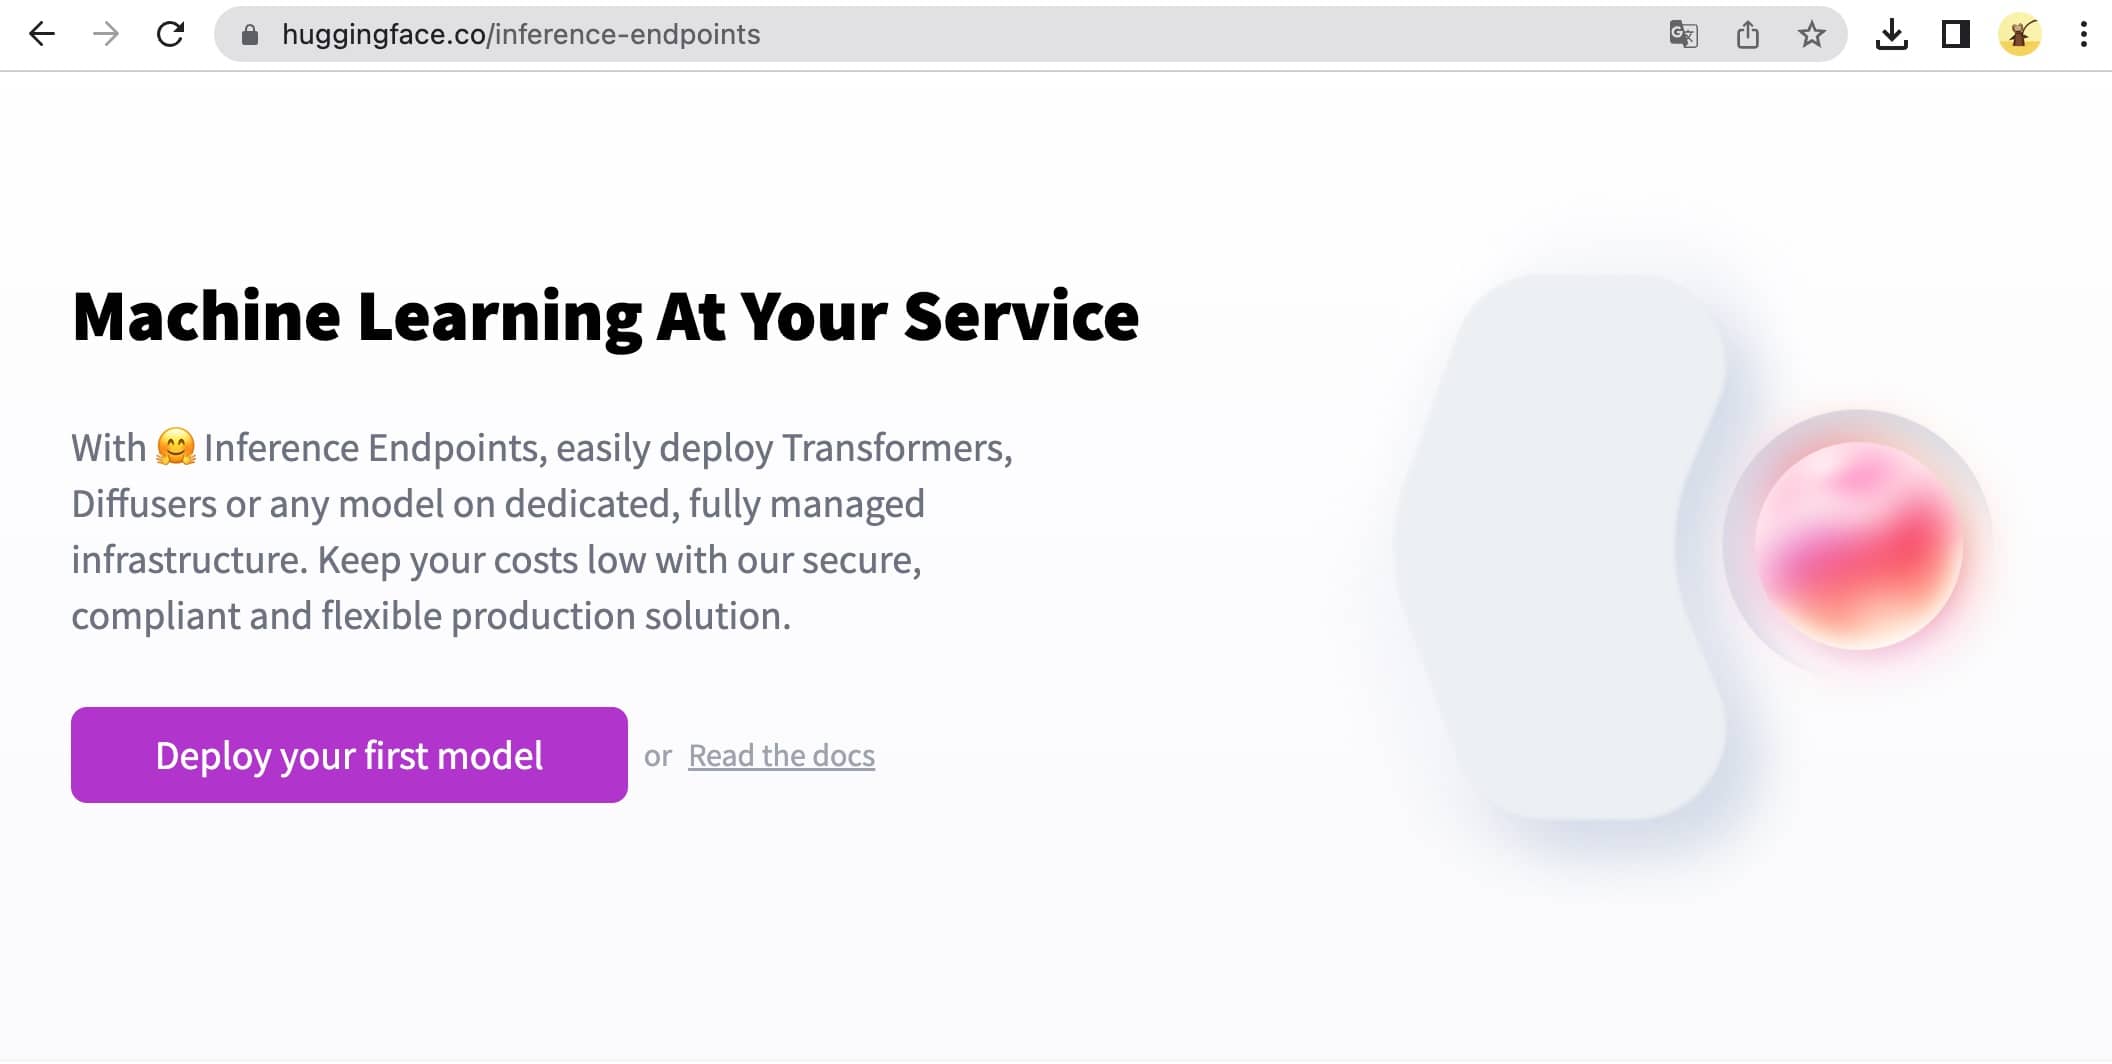 huggingface.co/inference-endpoints
Machine Learning At Your Service
With 🤗 Inference Endpoints, easily deploy Transformers,
Diffusers or any model on dedicated, fully managed
infrastructure. Keep your costs low with our secure,
compliant and flexible production solution.
Deploy your first model or Read the docs